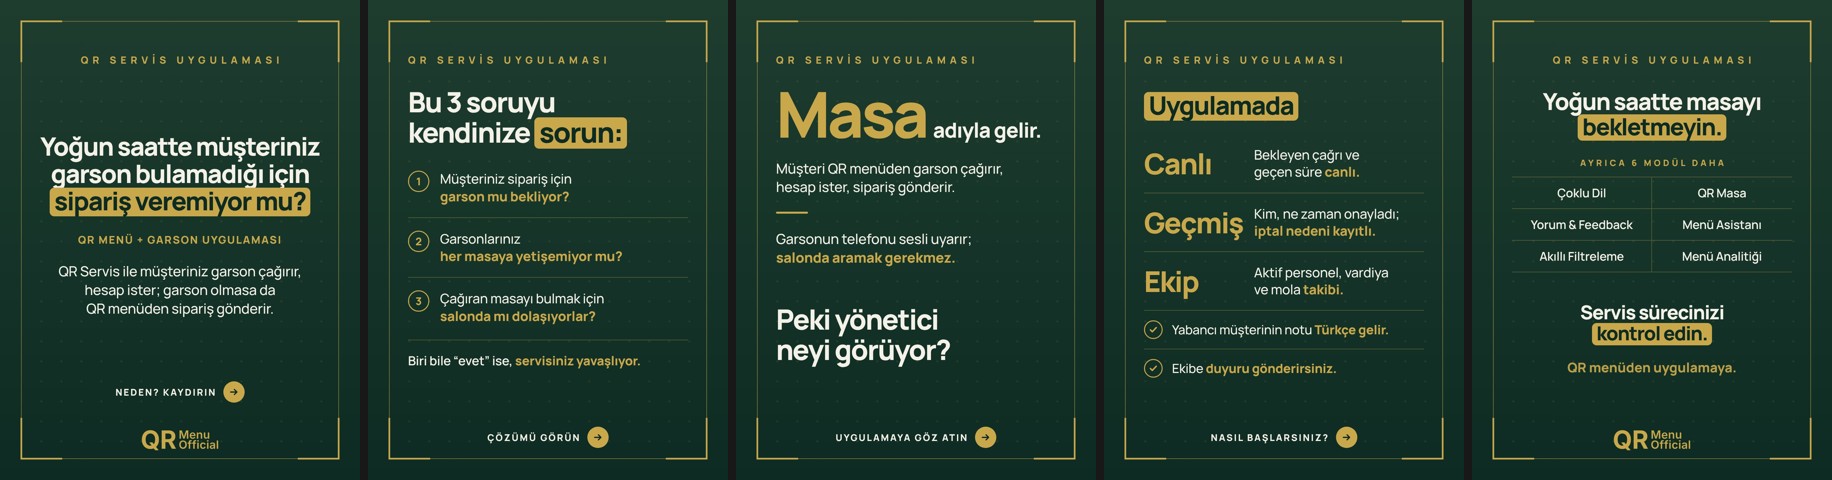 QR SERVİS UYGULAMASI
Yoğun saatte müşteriniz
garson bulamadığı için
sipariş veremiyor mu?
QR MENÜ + GARSON UYGULAMASI
QR Servis ile müşteriniz garson çağırır,
hesap ister; garson olmasa da
QR menüden sipariş gönderir.
NEDEN? KAYDIRIN
QR Menu
Official
QR SERVİS UYGULAMASI
Bu 3 soruyu
kendinize sorun:
1 Müşteriniz sipariş için
garson mu bekliyor?
2 Garsonlarınız
her masaya yetişemiyor mu?
3 Çağıran masayı bulmak için
salonda mı dolaşıyorlar?
Biri bile “evet” ise, servisiniz yavaşlıyor.
ÇÖZÜMÜ GÖRÜN
QR SERVİS UYGULAMASI
Masa adıyla gelir.
Müşteri QR menüden garson çağırır,
hesap ister, sipariş gönderir.
Garsonun telefonu sesli uyarır;
salonda aramak gerekmez.
Peki yönetici
neyi görüyor?
UYGULAMAYA GÖZ ATIN
QR SERVİS UYGULAMASI
Uygulamada
Canlı Bekleyen çağrı ve
geçen süre canlı.
Geçmiş Kim, ne zaman onayladı;
iptal nedeni kayıtlı.
Ekip Aktif personel, vardiya
ve mola takibi.
Yabancı müşterinin notu Türkçe gelir.
Ekibe duyuru gönderirsiniz.
NASIL BAŞLARSINIZ?
QR SERVİS UYGULAMASI
Yoğun saatte masayı
bekletmeyin.
AYRICA 6 MODÜL DAHA
Çoklu Dil QR Masa
Yorum & Feedback Menü Asistanı
Akıllı Filtreleme Menü Analitiği
Servis sürecinizi
kontrol edin.
QR menüden uygulamaya.
QR Menu
Official